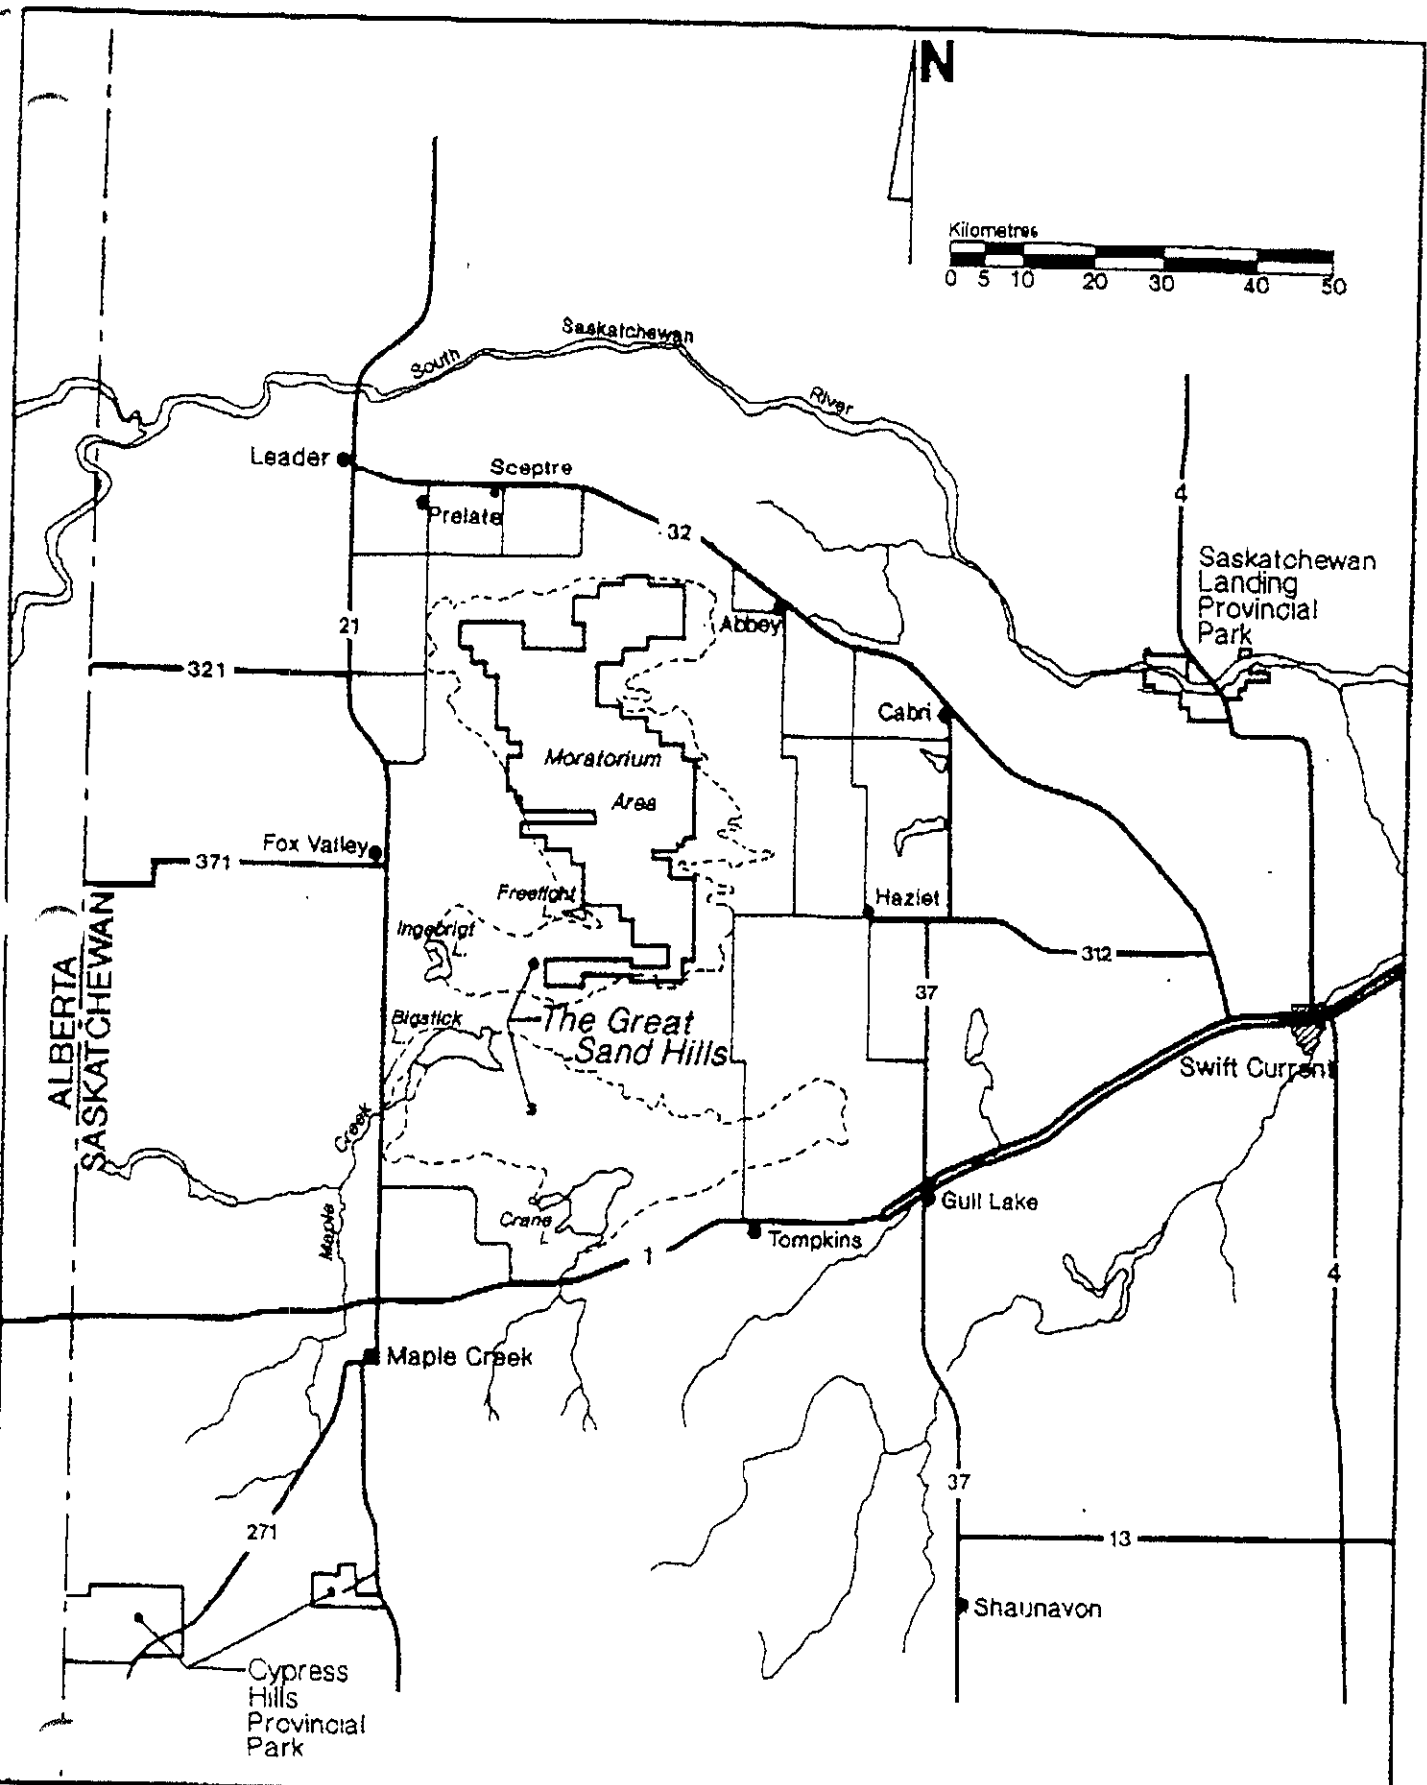 N
Kilometres
0 5 10 20 30 40 50
South
Saskatchewan
River
Leader
Sceptre
Prelate
32
4
Saskatchewan
Landing
Provincial
Park
21
Abbey
321
Cabri
Moratorium
Area
Fox Valley
371
Freefight
L.
Hazlet
Ingebrigt
L.
312
ALBERTA
SASKATCHEWAN
37
Bigstick
L.
The Great
Sand Hills
Swift Current
Creek
Maple
Crane
L.
Gull Lake
Tompkins
1
4
Maple Creek
37
271
13
Shaunavon
Cypress
Hills
Provincial
Park